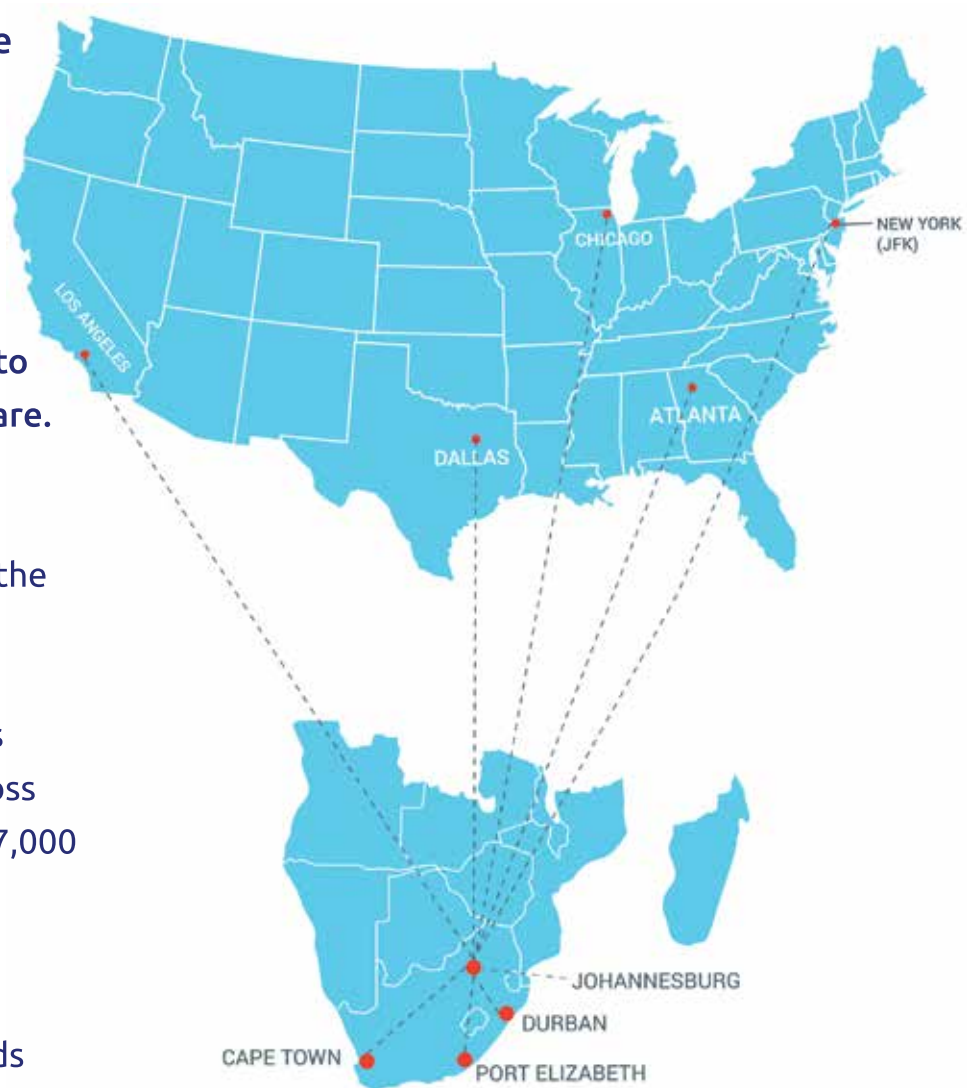 e
to
are.
the
s
oss
7,000
ds
LOS ANGELES
DALLAS
CHICAGO
ATLANTA
NEW YORK
(JFK)
JOHANNESBURG
DURBAN
CAPE TOWN
PORT ELIZABETH